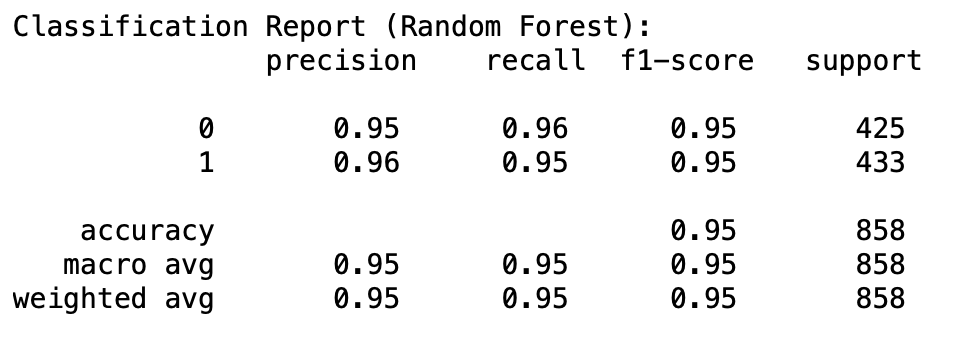 Classification Report (Random Forest):
precision recall f1-score support
0 0.95 0.96 0.95 425
1 0.96 0.95 0.95 433
accuracy 0.95 858
macro avg 0.95 0.95 0.95 858
weighted avg 0.95 0.95 0.95 858